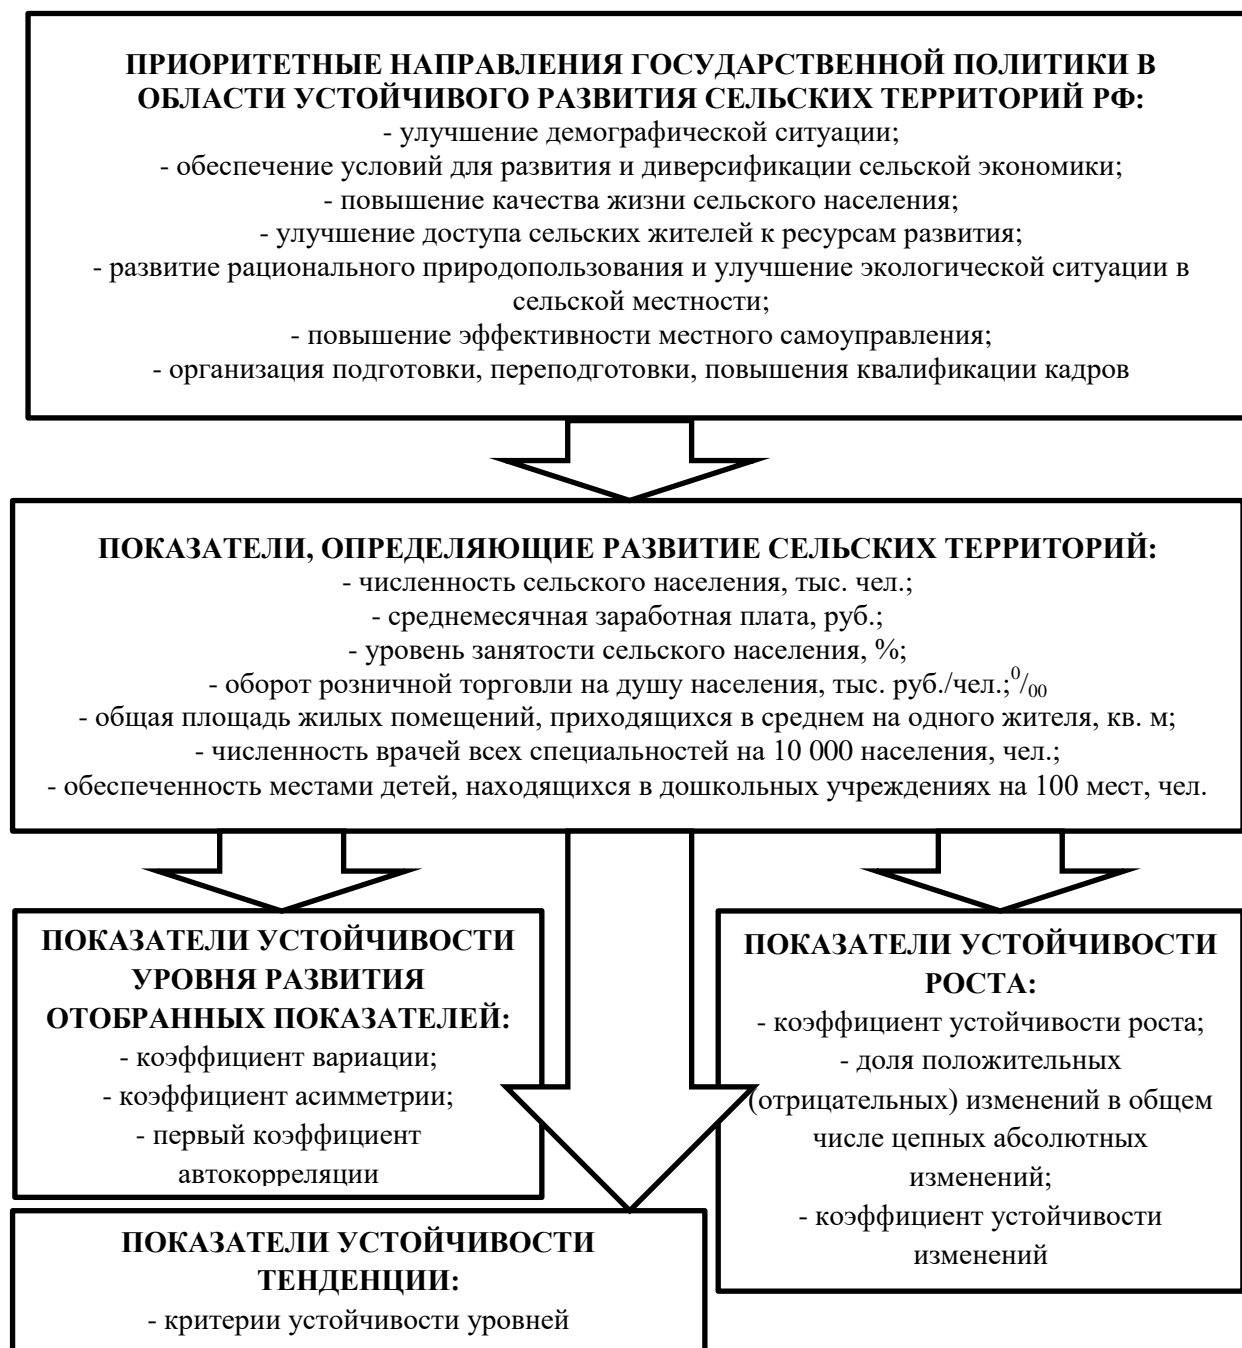 ПРИОРИТЕТНЫЕ НАПРАВЛЕНИЯ ГОСУДАРСТВЕННОЙ ПОЛИТИКИ В
ОБЛАСТИ УСТОЙЧИВОГО РАЗВИТИЯ СЕЛЬСКИХ ТЕРРИТОРИЙ РФ:
- улучшение демографической ситуации;
- обеспечение условий для развития и диверсификации сельской экономики;
- повышение качества жизни сельского населения;
- улучшение доступа сельских жителей к ресурсам развития;
- развитие рационального природопользования и улучшение экологической ситуации в
сельской местности;
- повышение эффективности местного самоуправления;
- организация подготовки, переподготовки, повышения квалификации кадров
ПОКАЗАТЕЛИ, ОПРЕДЕЛЯЮЩИЕ РАЗВИТИЕ СЕЛЬСКИХ ТЕРРИТОРИЙ:
- численность сельского населения, тыс. чел.;
- среднемесячная заработная плата, руб.;
- уровень занятости сельского населения, %;
- оборот розничной торговли на душу населения, тыс. руб./чел.;⁰/₀₀
- общая площадь жилых помещений, приходящихся в среднем на одного жителя, кв. м;
- численность врачей всех специальностей на 10 000 населения, чел.;
- обеспеченность местами детей, находящихся в дошкольных учреждениях на 100 мест, чел.
ПОКАЗАТЕЛИ УСТОЙЧИВОСТИ
УРОВНЯ РАЗВИТИЯ
ОТОБРАННЫХ ПОКАЗАТЕЛЕЙ:
- коэффициент вариации;
- коэффициент асимметрии;
- первый коэффициент
автокорреляции
ПОКАЗАТЕЛИ УСТОЙЧИВОСТИ
РОСТА:
- коэффициент устойчивости роста;
- доля положительных
(отрицательных) изменений в общем
числе цепных абсолютных
изменений;
- коэффициент устойчивости
изменений
ПОКАЗАТЕЛИ УСТОЙЧИВОСТИ
ТЕНДЕНЦИИ:
- критерии устойчивости уровней